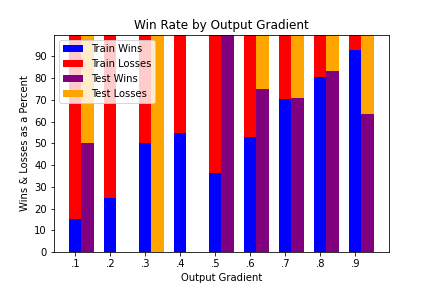 Win Rate by Output Gradient
Wins & Losses as a Percent
90
80
70
60
50
40
30
20
10
0
Train Wins
Train Losses
Test Wins
Test Losses
.1 .2 .3 .4 .5 .6 .7 .8 .9
Output Gradient